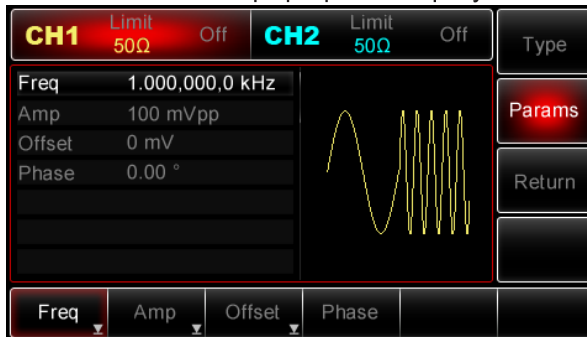 CH1 Limit 50Ω Off CH2 Limit 50Ω Off Type
Freq 1.000,000,0 kHz
Amp 100 mVpp
Params
Offset 0 mV
Phase 0.00 °
Return
Freq Amp Offset Phase